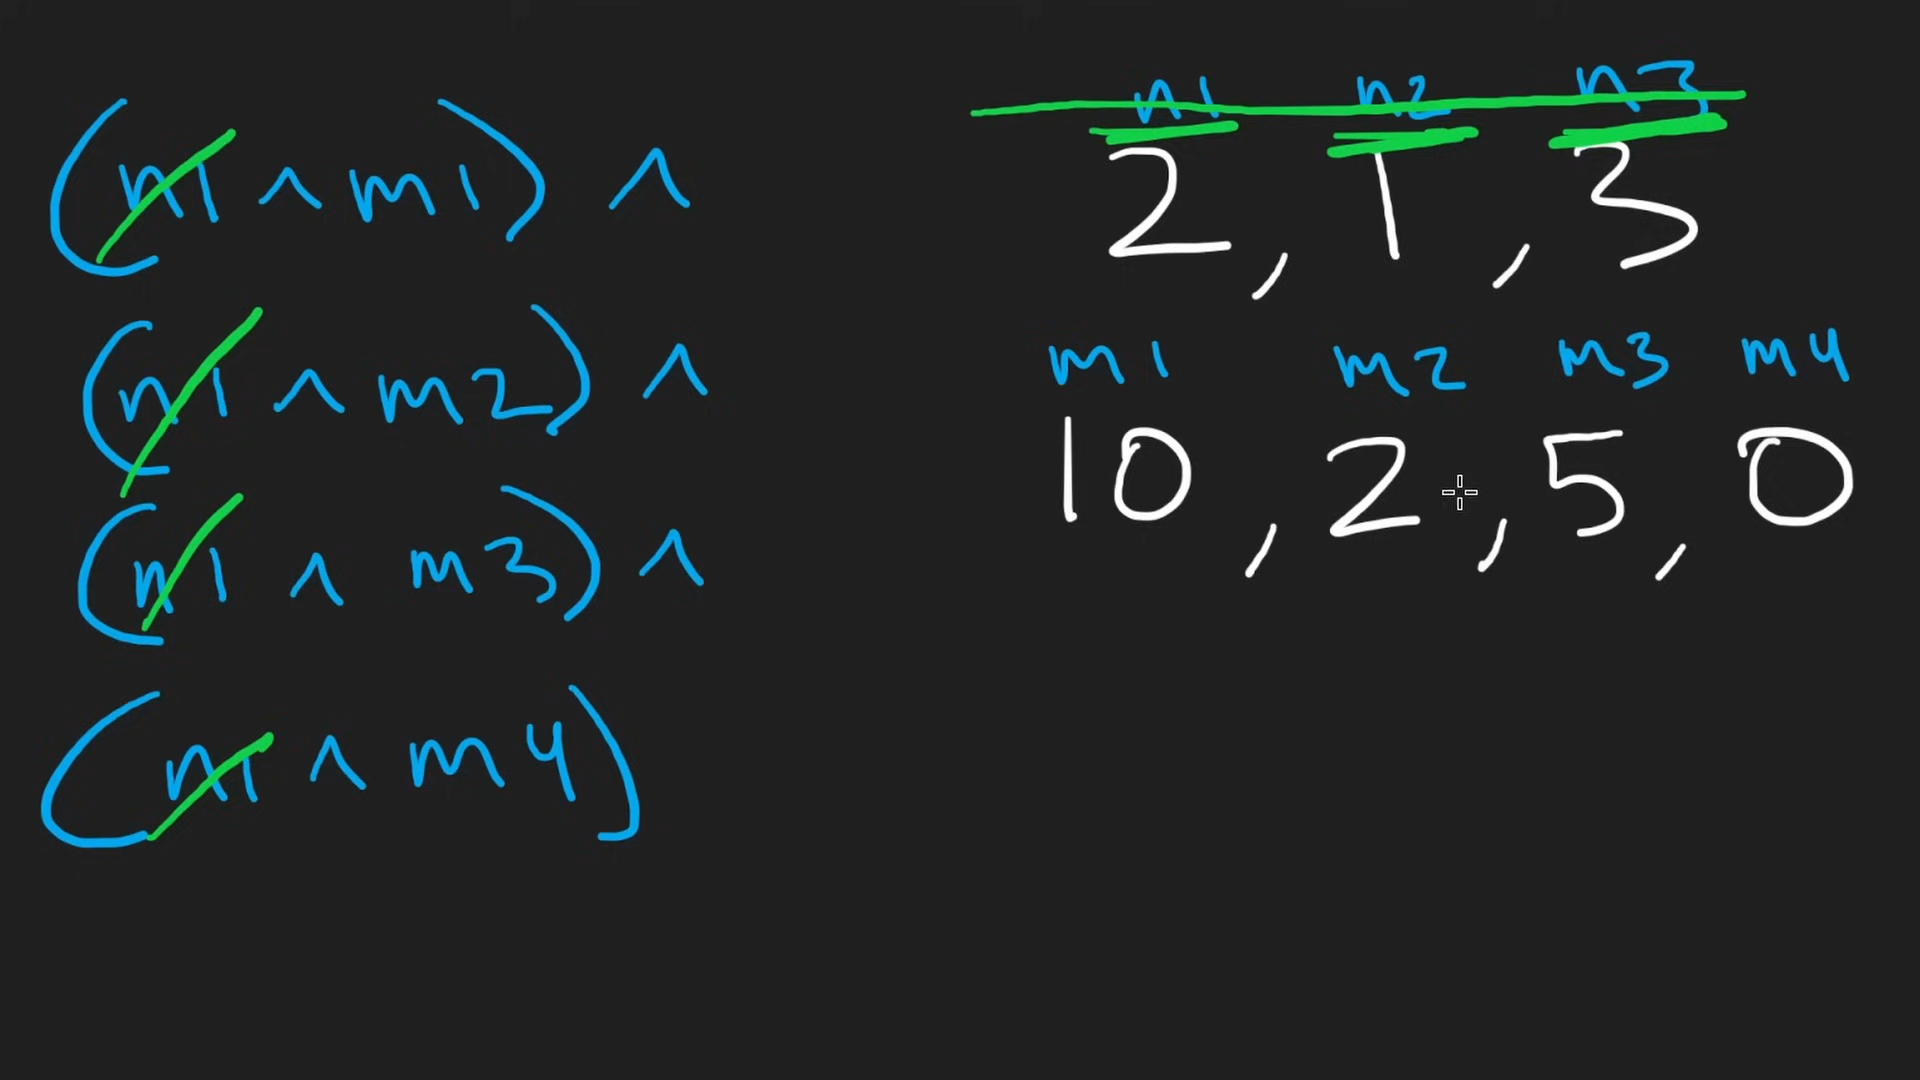 (n1 ^ m1) ^
(n1 ^ m2) ^
(n1 ^ m3) ^
(n1 ^ m4)
n1 n2 n3
2, 1, 3
m1 m2 m3 m4
10, 2, 5, 0